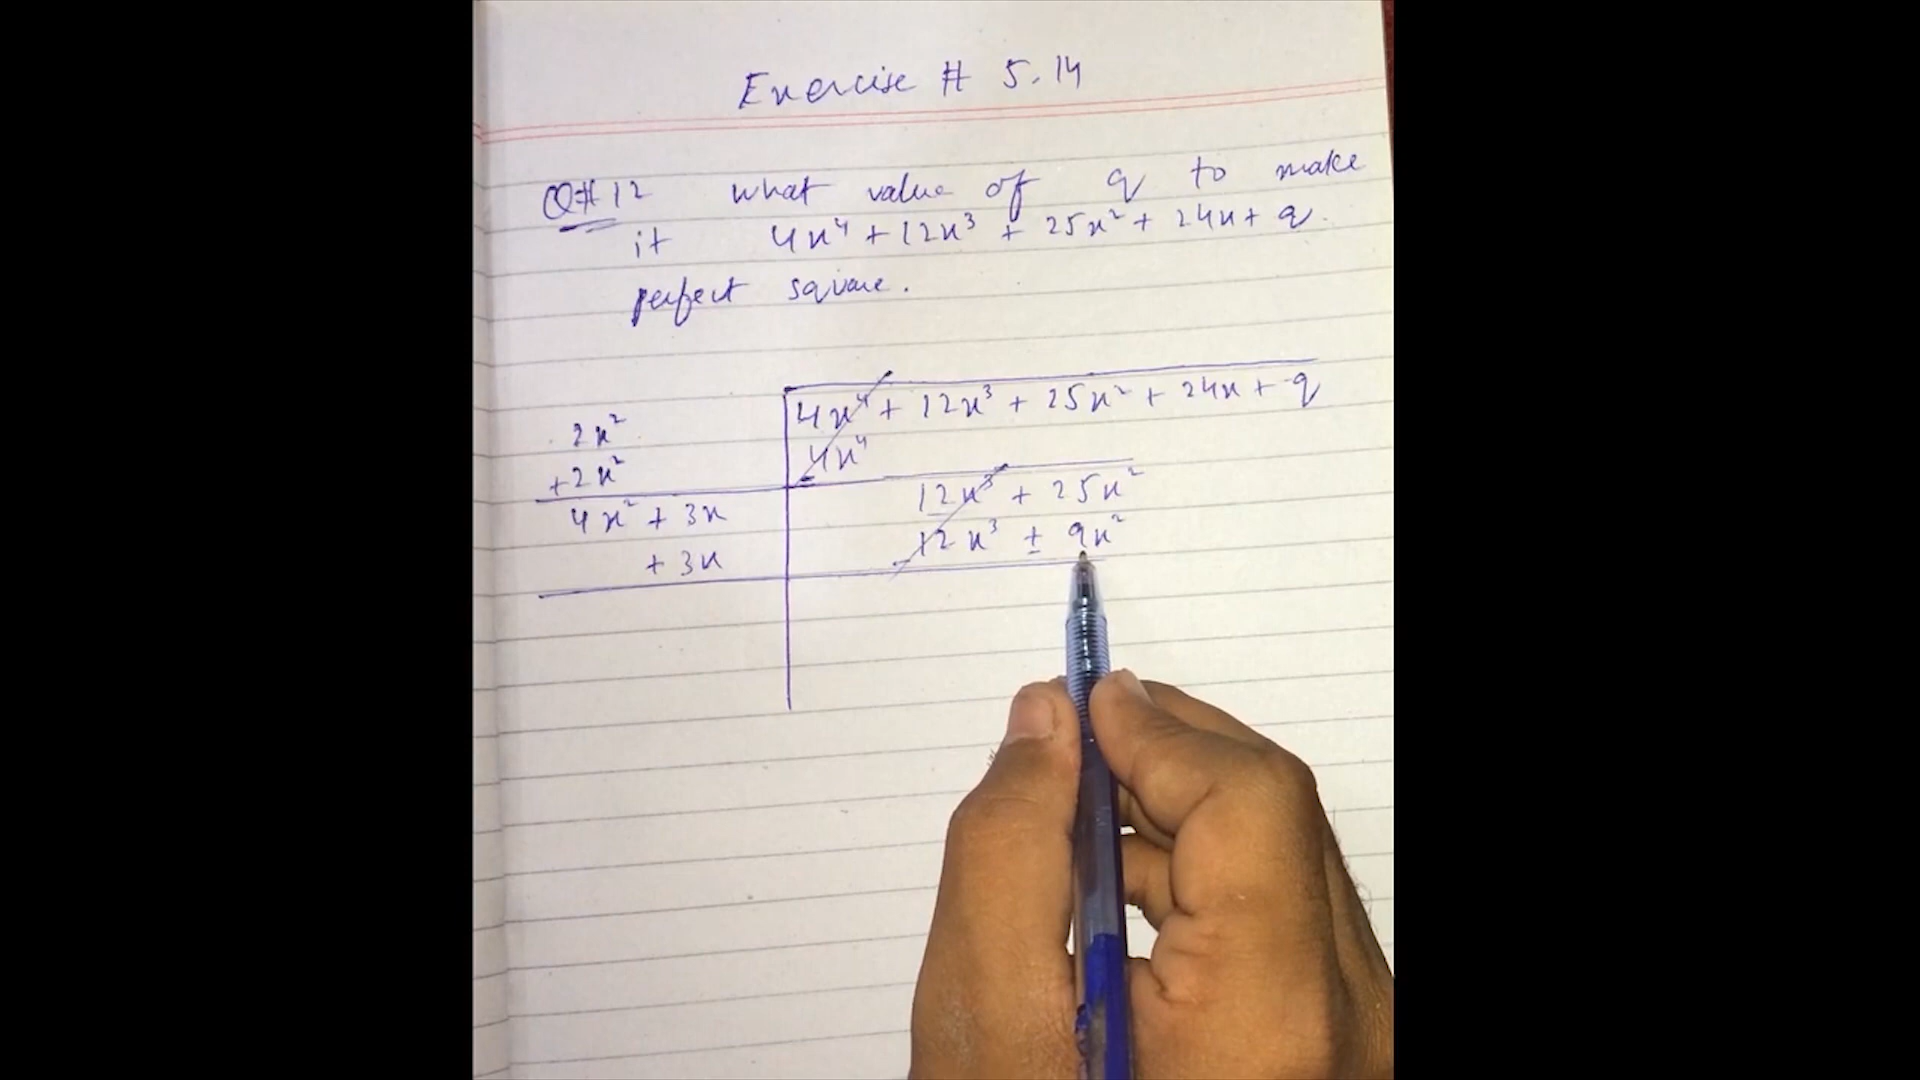 Exercise # 5.14
Q#12 what value of q to make
it 4x⁴ + 12x³ + 25x² + 24x + q
perfect square.
4x⁴ + 12x³ + 25x² + 24x + q
2x²
4x⁴
+2x²
12x³ + 25x²
4x² + 3x
12x³ ± 9x²
+ 3x